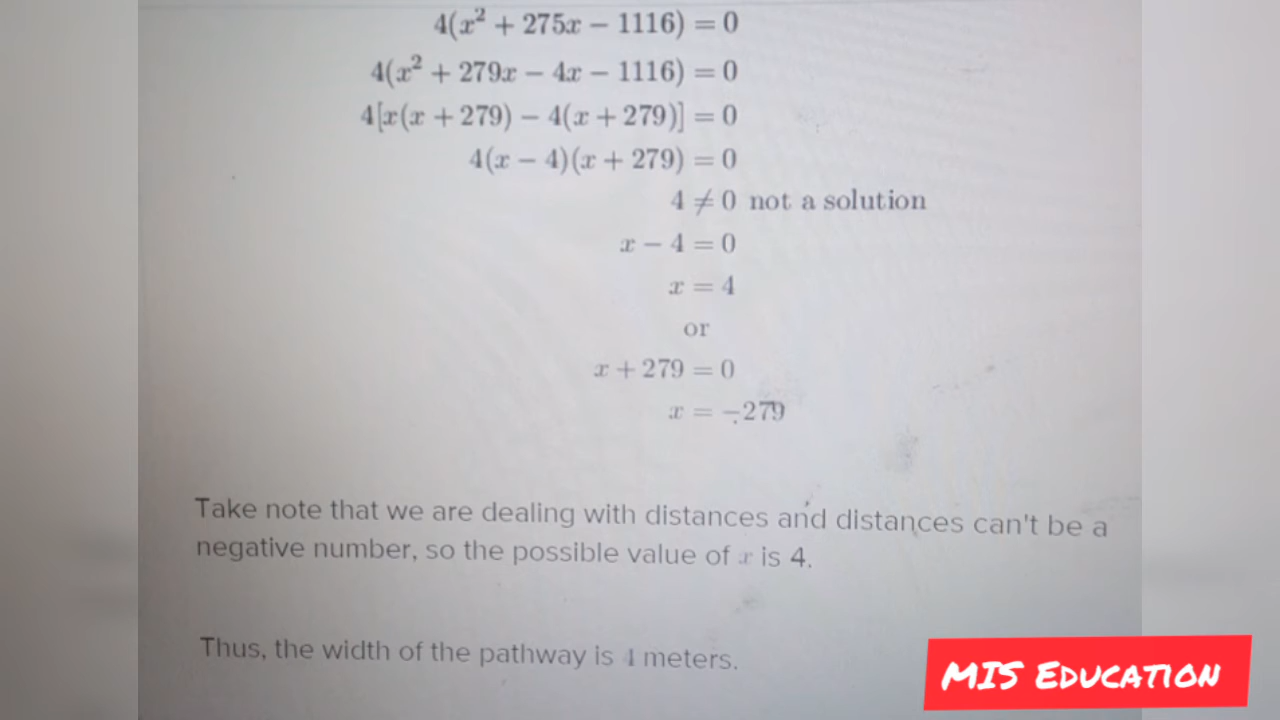 4(x² + 275x − 1116) = 0
4(x² + 279x − 4x − 1116) = 0
4[x(x + 279) − 4(x + 279)] = 0
4(x − 4)(x + 279) = 0
4 ≠ 0 not a solution
x − 4 = 0
x = 4
or
x + 279 = 0
x = −279
Take note that we are dealing with distances and distances can't be a
negative number, so the possible value of x is 4.
Thus, the width of the pathway is 4 meters.
MIS EDUCATION